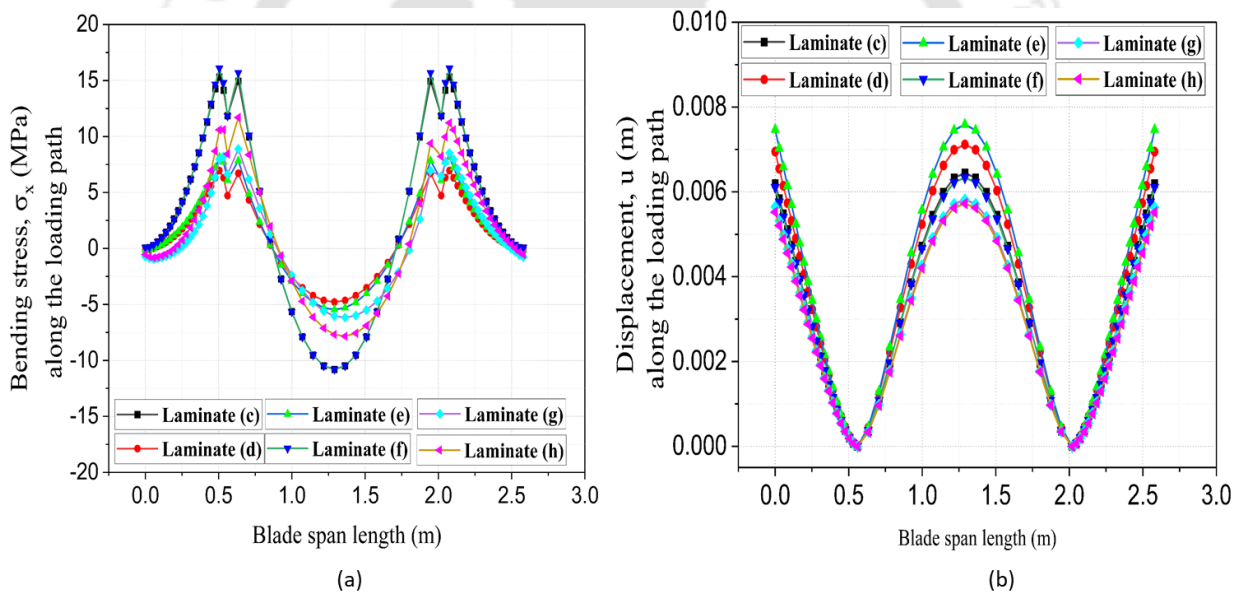 20
15
10
5
0
-5
-10
-15
-20
0.0 0.5 1.0 1.5 2.0 2.5 3.0
Bending stress, σx (MPa)
along the loading path
Laminate (c) Laminate (e) Laminate (g)
Laminate (d) Laminate (f) Laminate (h)
Blade span length (m)
(a)
0.010
0.008
0.006
0.004
0.002
0.000
0.0 0.5 1.0 1.5 2.0 2.5 3.0
Displacement, u (m)
along the loading path
Laminate (c) Laminate (e) Laminate (g)
Laminate (d) Laminate (f) Laminate (h)
Blade span length (m)
(b)